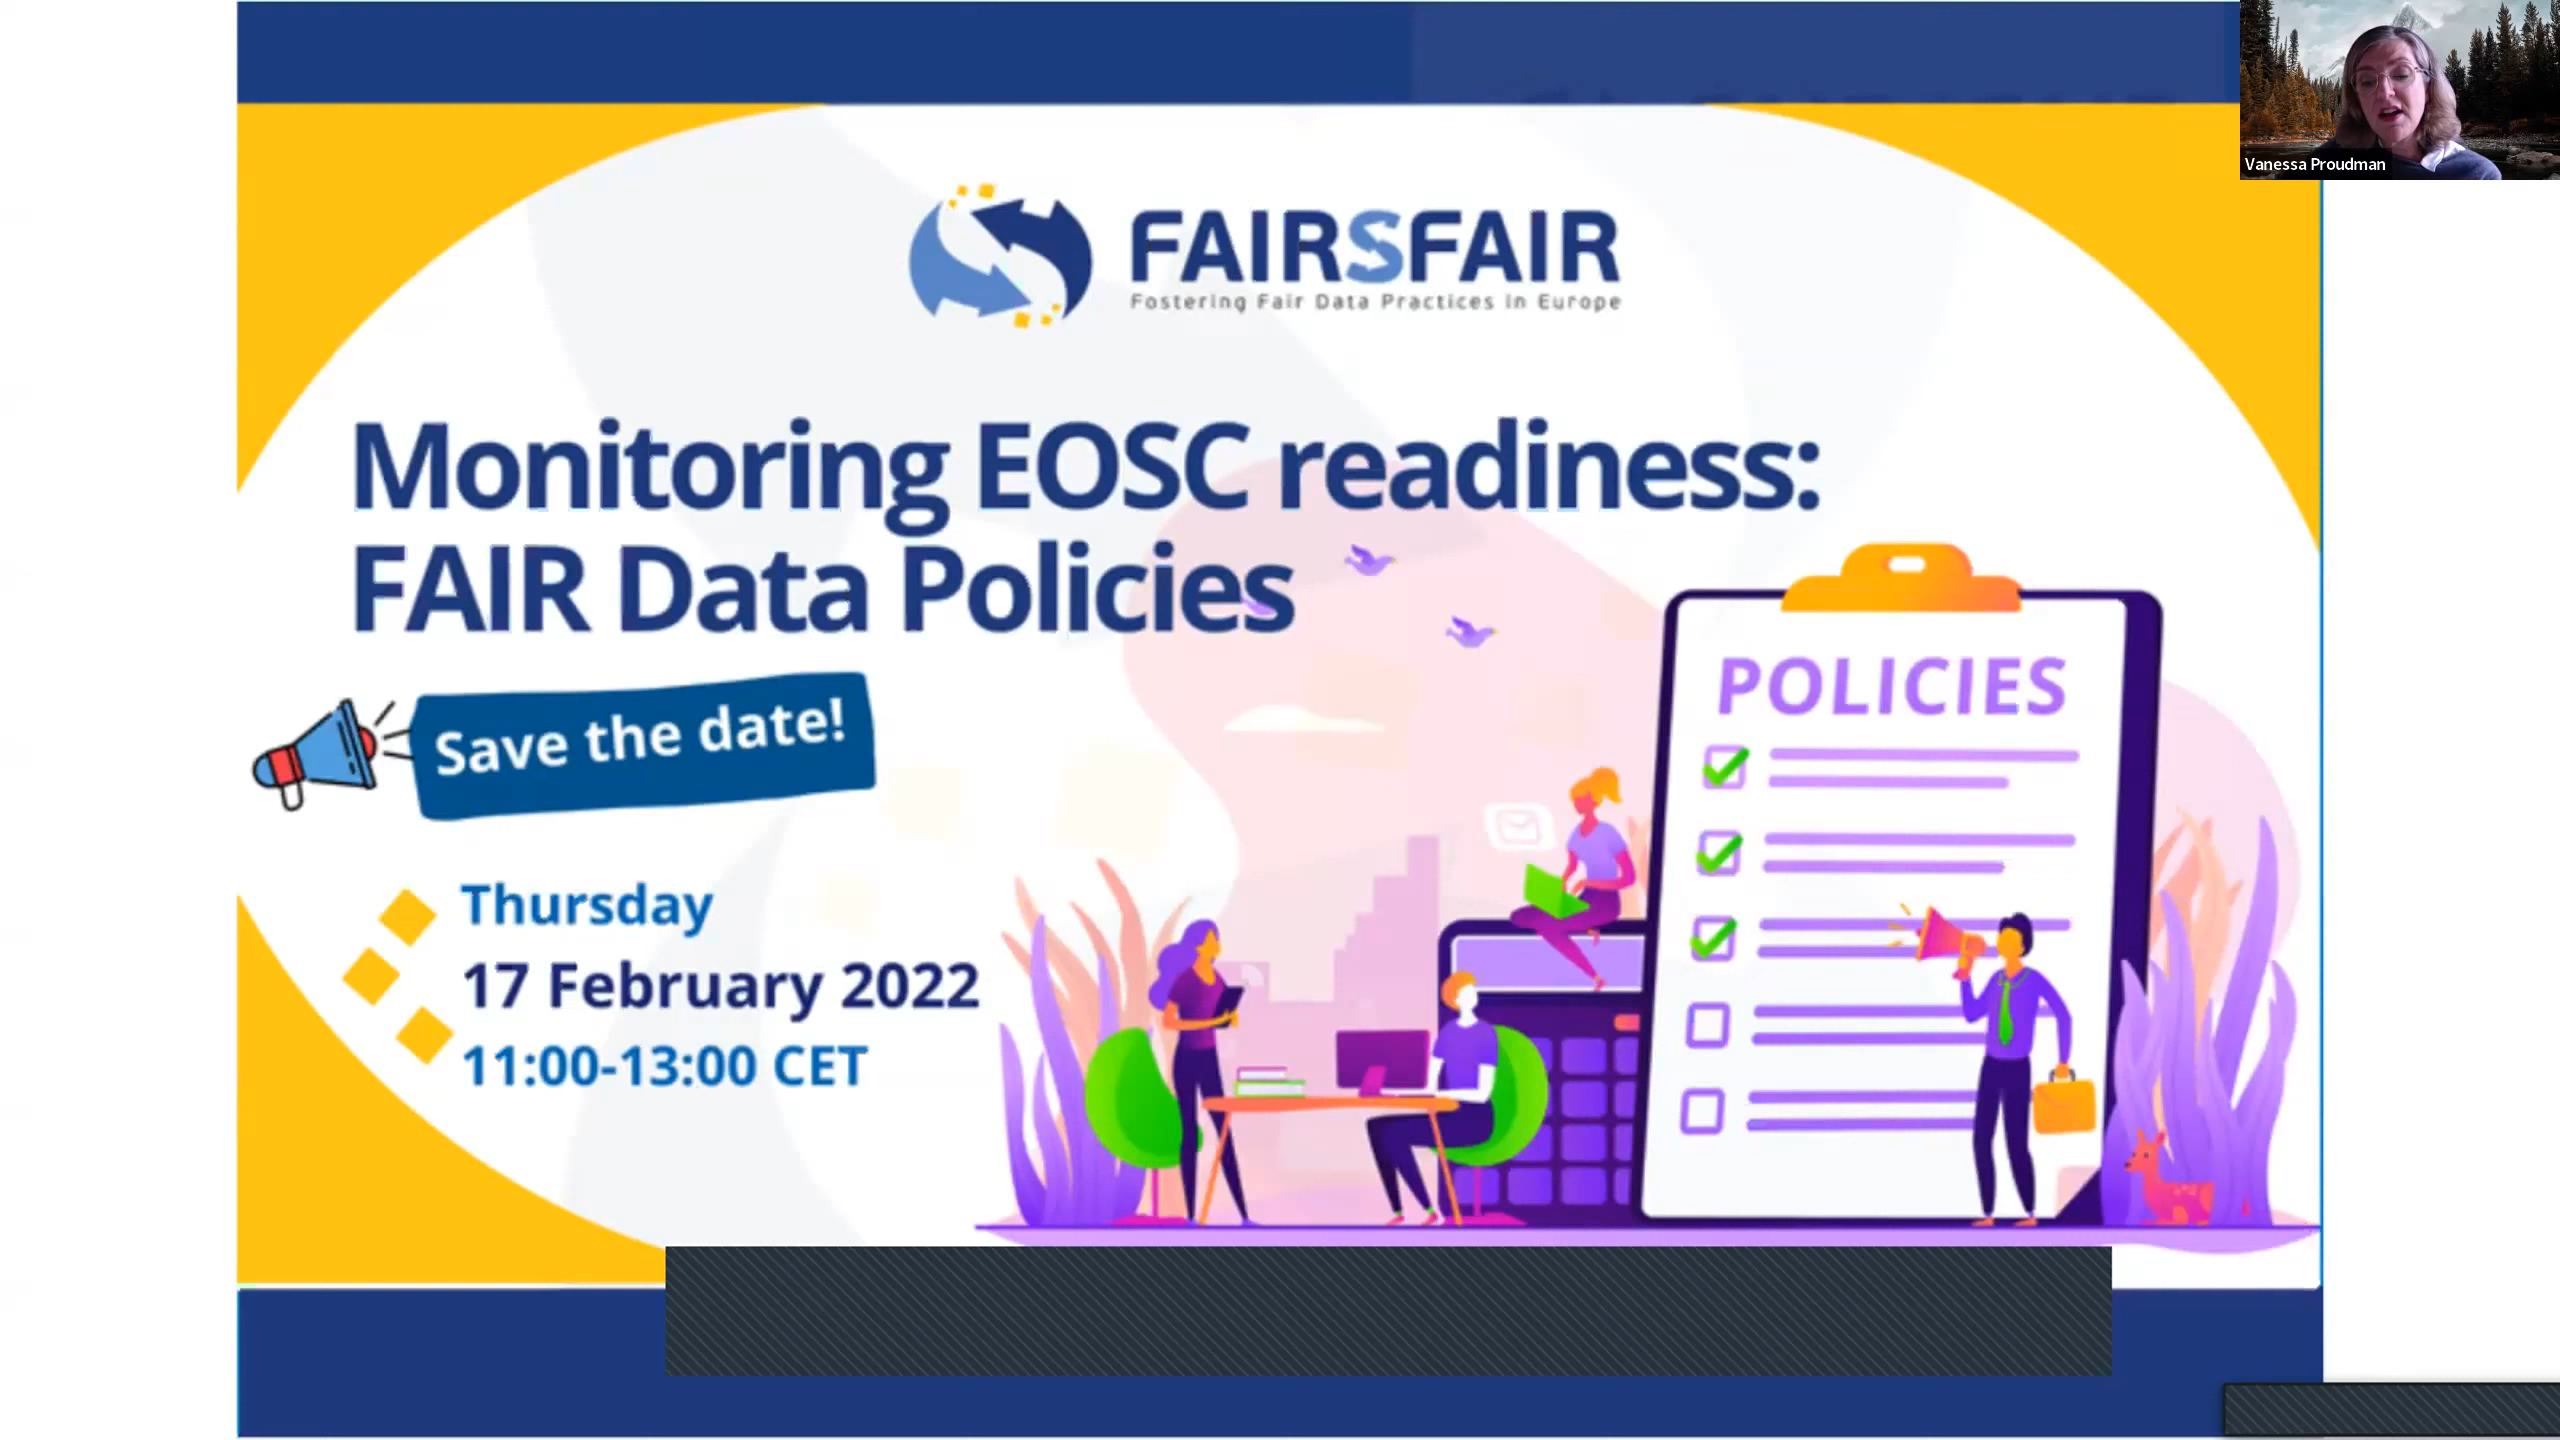 Vanessa Proudman
FAIRSFAIR
Fostering Fair Data Practices in Europe
Monitoring EOSC readiness:
FAIR Data Policies
Save the date!
Thursday
17 February 2022
11:00-13:00 CET
POLICIES